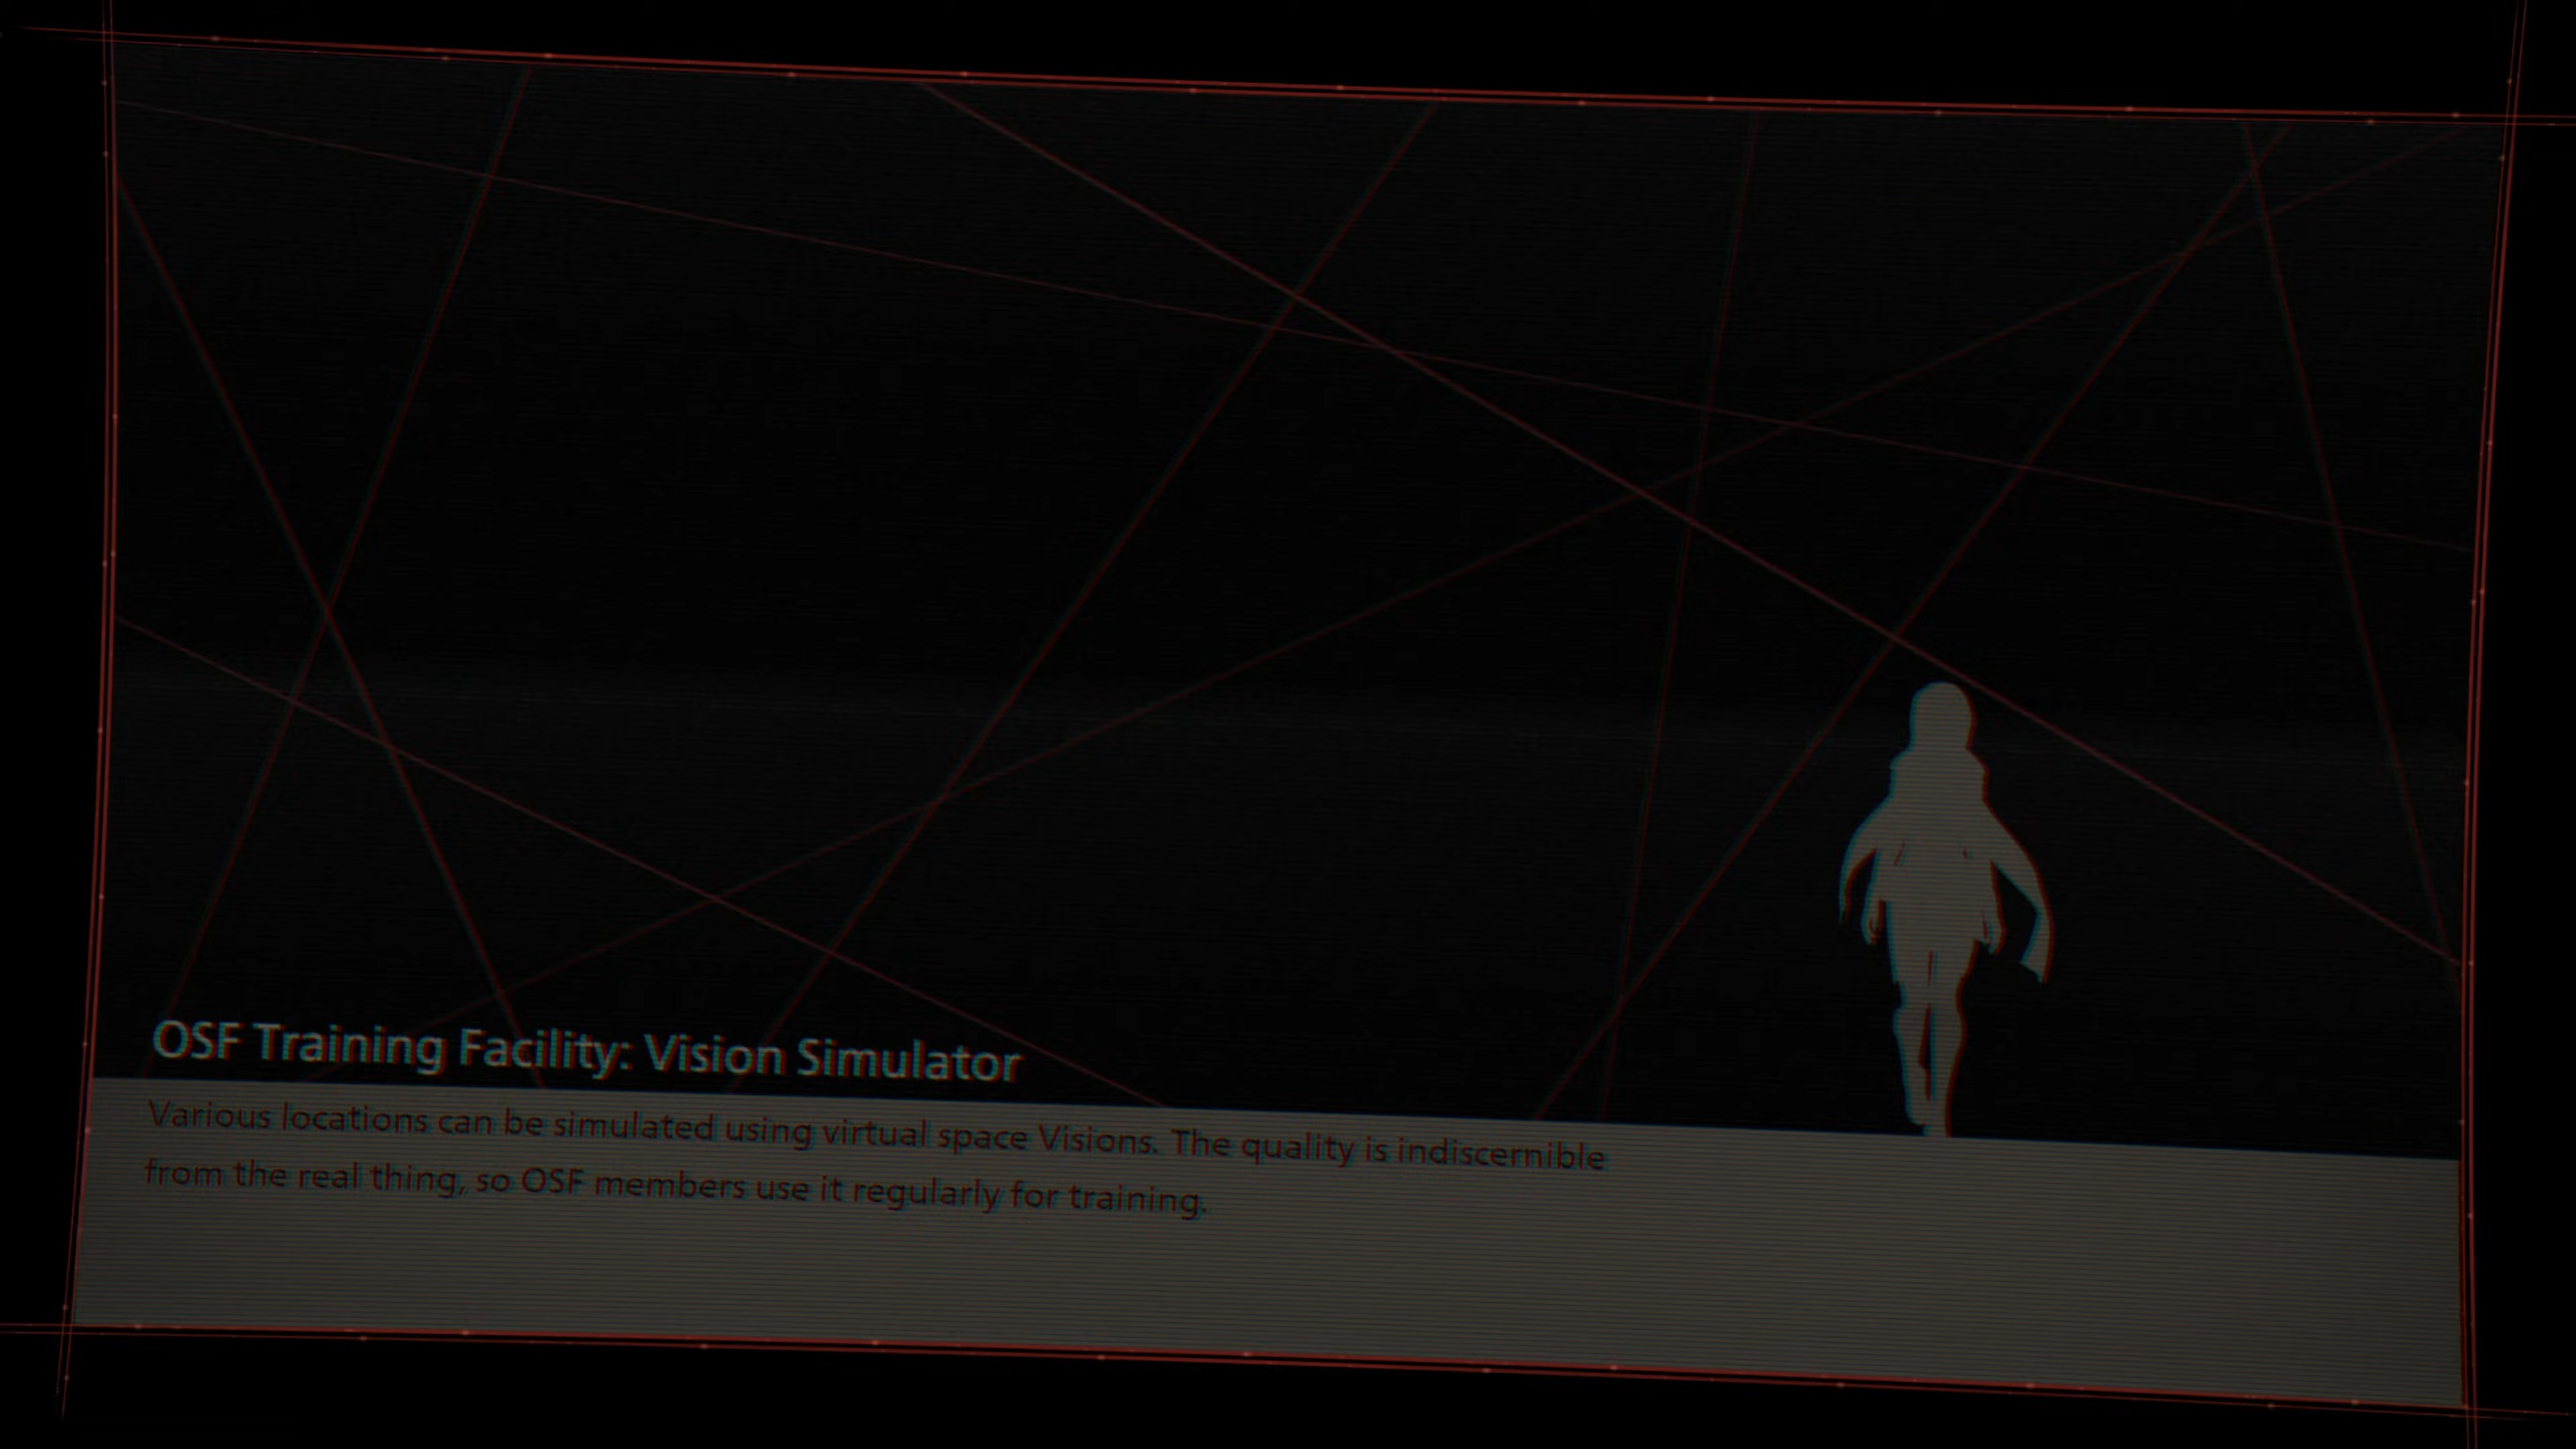 OSF Training Facility: Vision Simulator
Various locations can be simulated using virtual space Visions. The quality is indiscernible
from the real thing, so OSF members use it regularly for training.